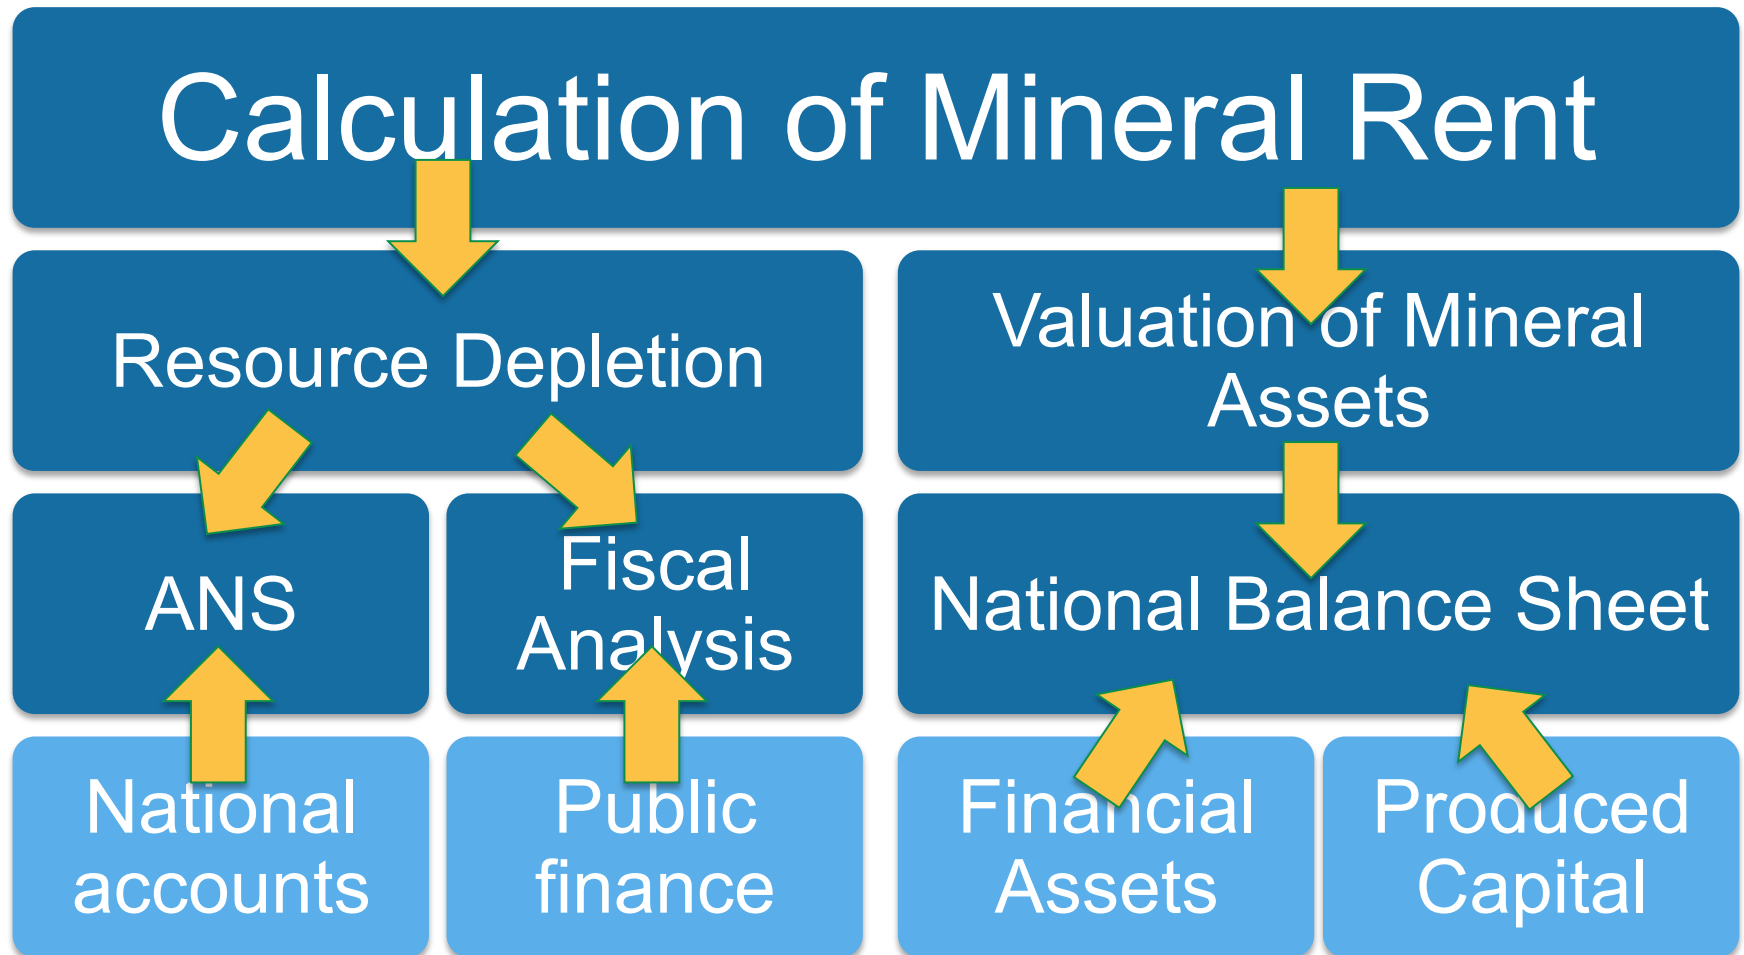 Calculation of Mineral Rent
Resource Depletion
Valuation of Mineral
Assets
ANS
Fiscal
Analysis
National Balance Sheet
National
accounts
Public
finance
Financial
Assets
Produced
Capital